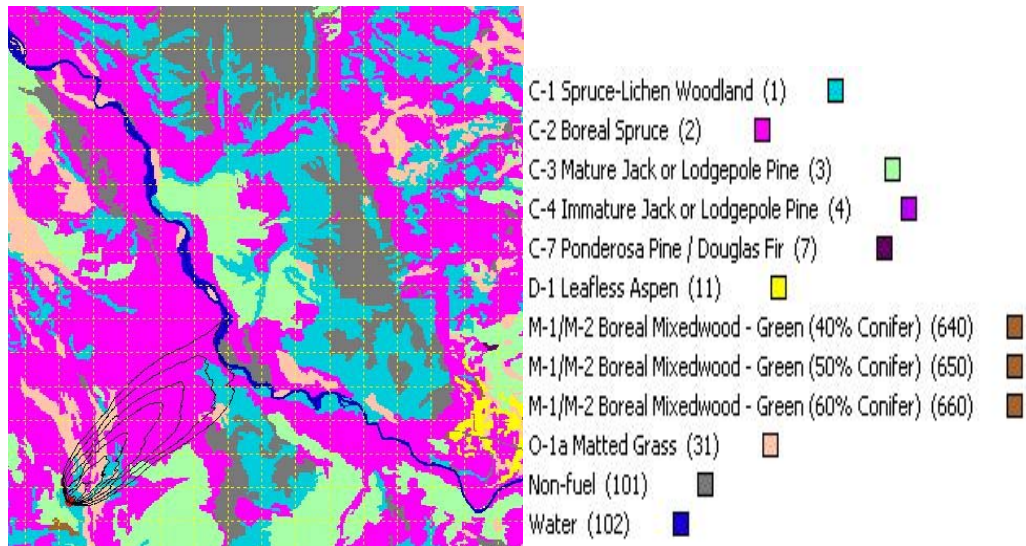 C-1 Spruce-Lichen Woodland (1)
C-2 Boreal Spruce (2)
C-3 Mature Jack or Lodgepole Pine (3)
C-4 Immature Jack or Lodgepole Pine (4)
C-7 Ponderosa Pine / Douglas Fir (7)
D-1 Leafless Aspen (11)
M-1/M-2 Boreal Mixedwood - Green (40% Conifer) (640)
M-1/M-2 Boreal Mixedwood - Green (50% Conifer) (650)
M-1/M-2 Boreal Mixedwood - Green (60% Conifer) (660)
O-1a Matted Grass (31)
Non-fuel (101)
Water (102)